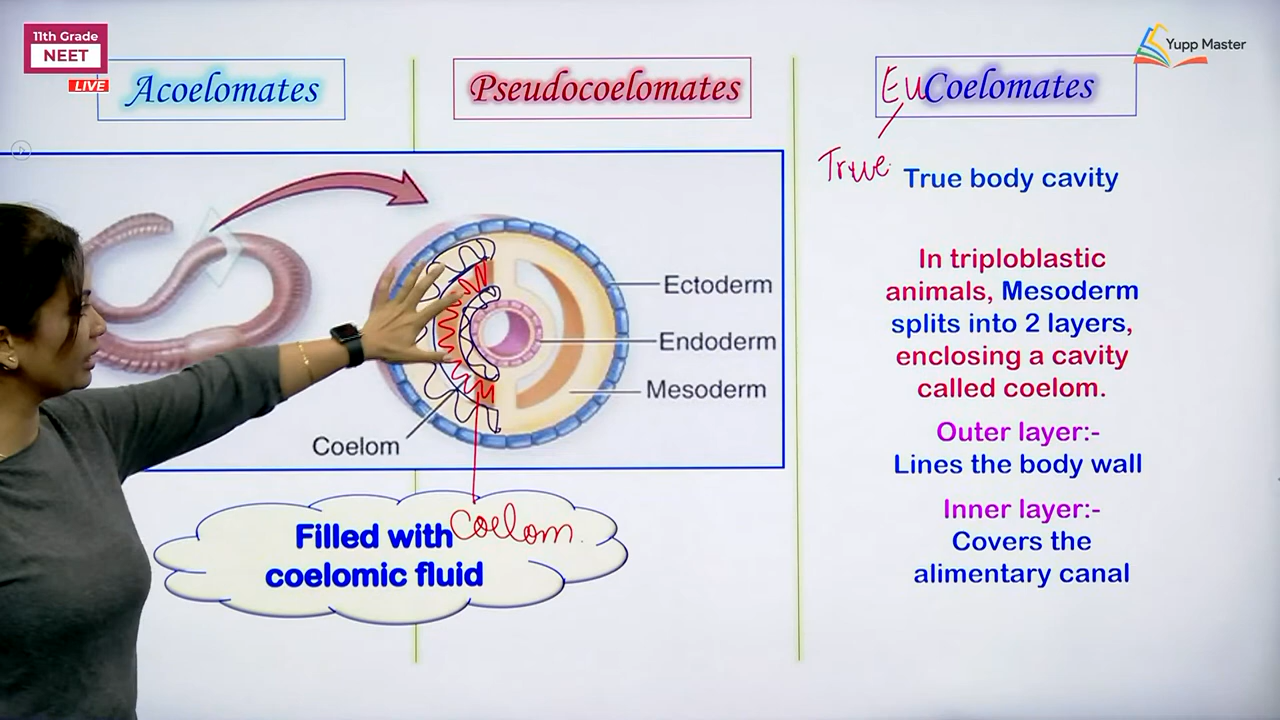 11th Grade
NEET
LIVE
Yupp Master
Acoelomates
Pseudocoelomates
EuCoelomates
True
True body cavity
In triploblastic
animals, Mesoderm
splits into 2 layers,
enclosing a cavity
called coelom.
Outer layer:-
Lines the body wall
Inner layer:-
Covers the
alimentary canal
Ectoderm
Endoderm
Mesoderm
Coelom
Filled with coelom.
coelomic fluid